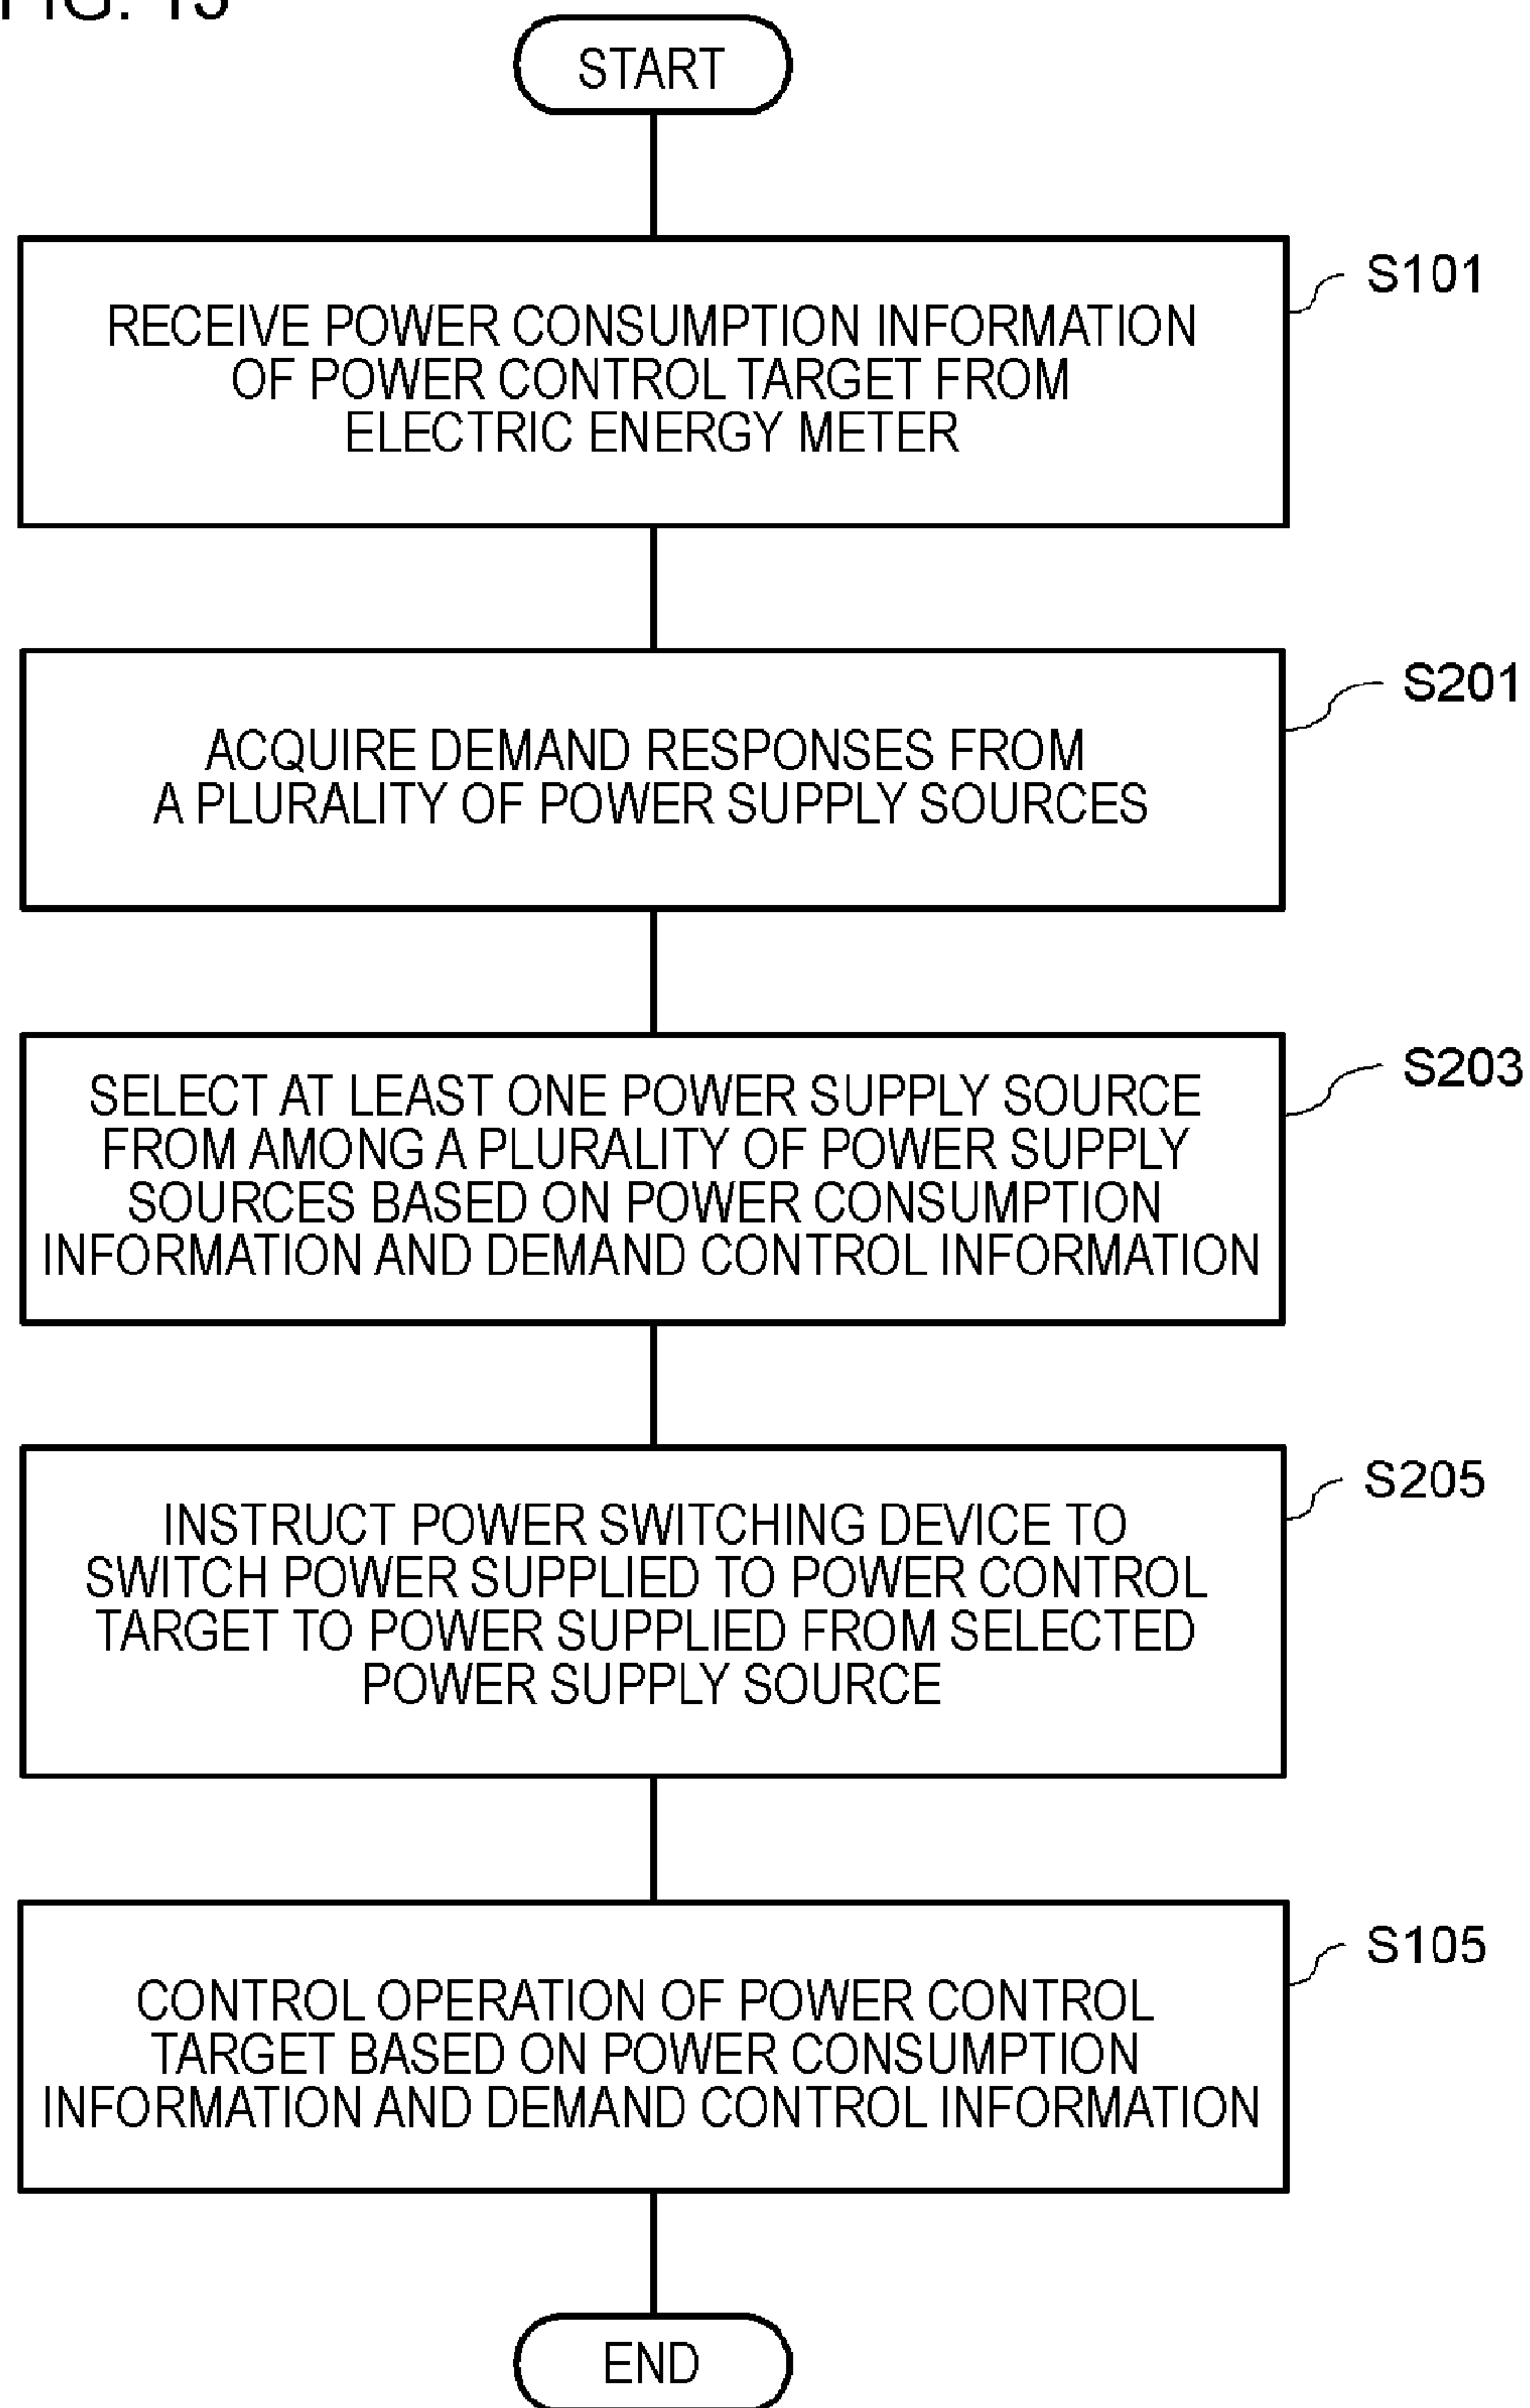 START
RECEIVE POWER CONSUMPTION INFORMATION
OF POWER CONTROL TARGET FROM
ELECTRIC ENERGY METER
S101
ACQUIRE DEMAND RESPONSES FROM
A PLURALITY OF POWER SUPPLY SOURCES
S201
SELECT AT LEAST ONE POWER SUPPLY SOURCE
FROM AMONG A PLURALITY OF POWER SUPPLY
SOURCES BASED ON POWER CONSUMPTION
INFORMATION AND DEMAND CONTROL INFORMATION
S203
INSTRUCT POWER SWITCHING DEVICE TO
SWITCH POWER SUPPLIED TO POWER CONTROL
TARGET TO POWER SUPPLIED FROM SELECTED
POWER SUPPLY SOURCE
S205
CONTROL OPERATION OF POWER CONTROL
TARGET BASED ON POWER CONSUMPTION
INFORMATION AND DEMAND CONTROL INFORMATION
S105
END